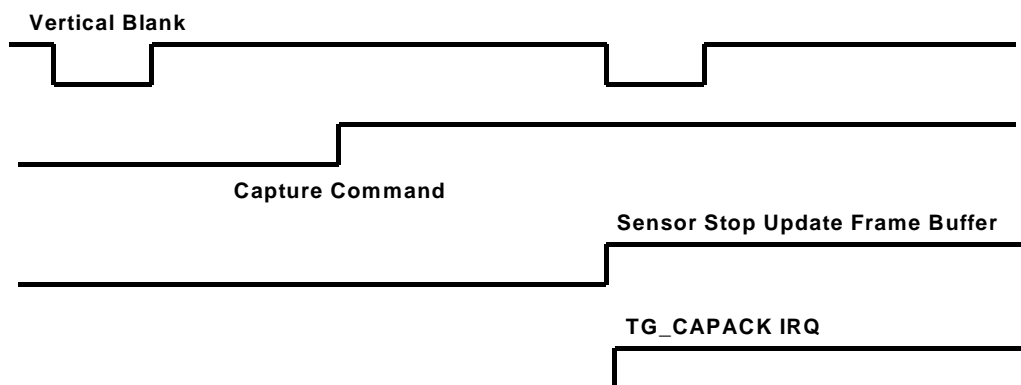 Vertical Blank
Capture Command
Sensor Stop Update Frame Buffer
TG_CAPACK IRQ